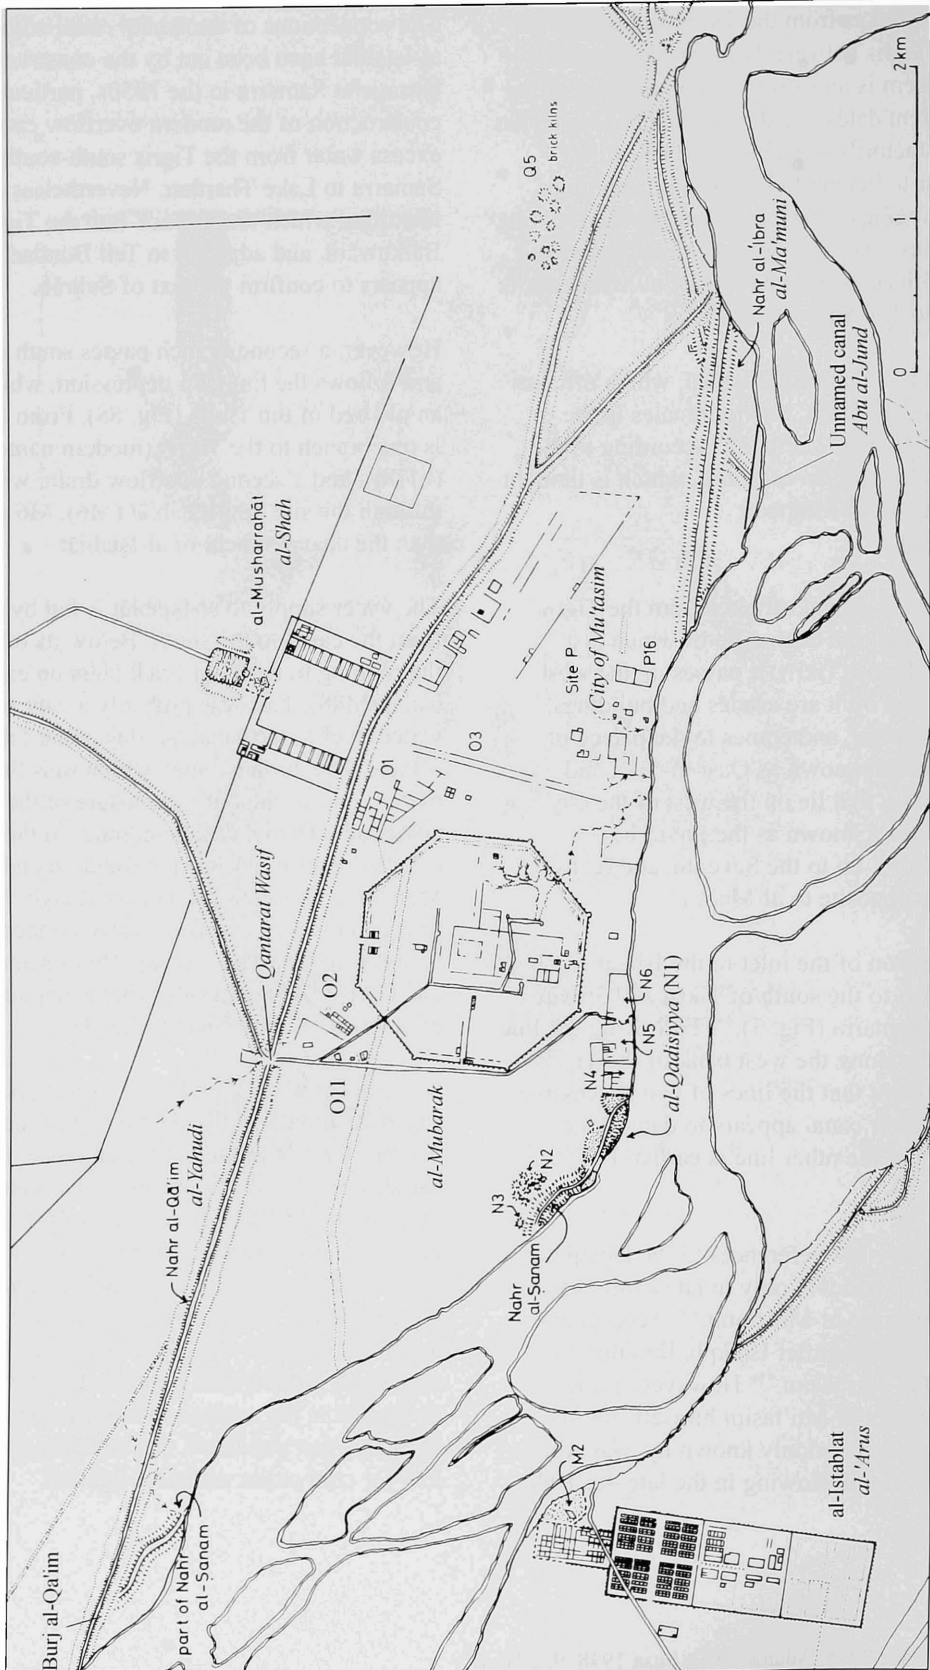 Burj al-Qa'im
part of Nahr
al-Sanam
Nahr al-Qa'im
al-Yahudi
Qantarat Wasif
al-Musharraḥāt
al-Shah
O11
O2
O1
O3
al-Mubarak
Q5
brick kilns
N3
N2
Nahr
al-Sanam
N4
al-Qadisiyya (N1)
N5
N6
Site P
City of Mu'tasim
P16
Nahr al-Ibra
al-Ma'muni
Unnamed canal
Abu al-Jund
M2
al-Istablat
al-'Arus
0
1
2 km